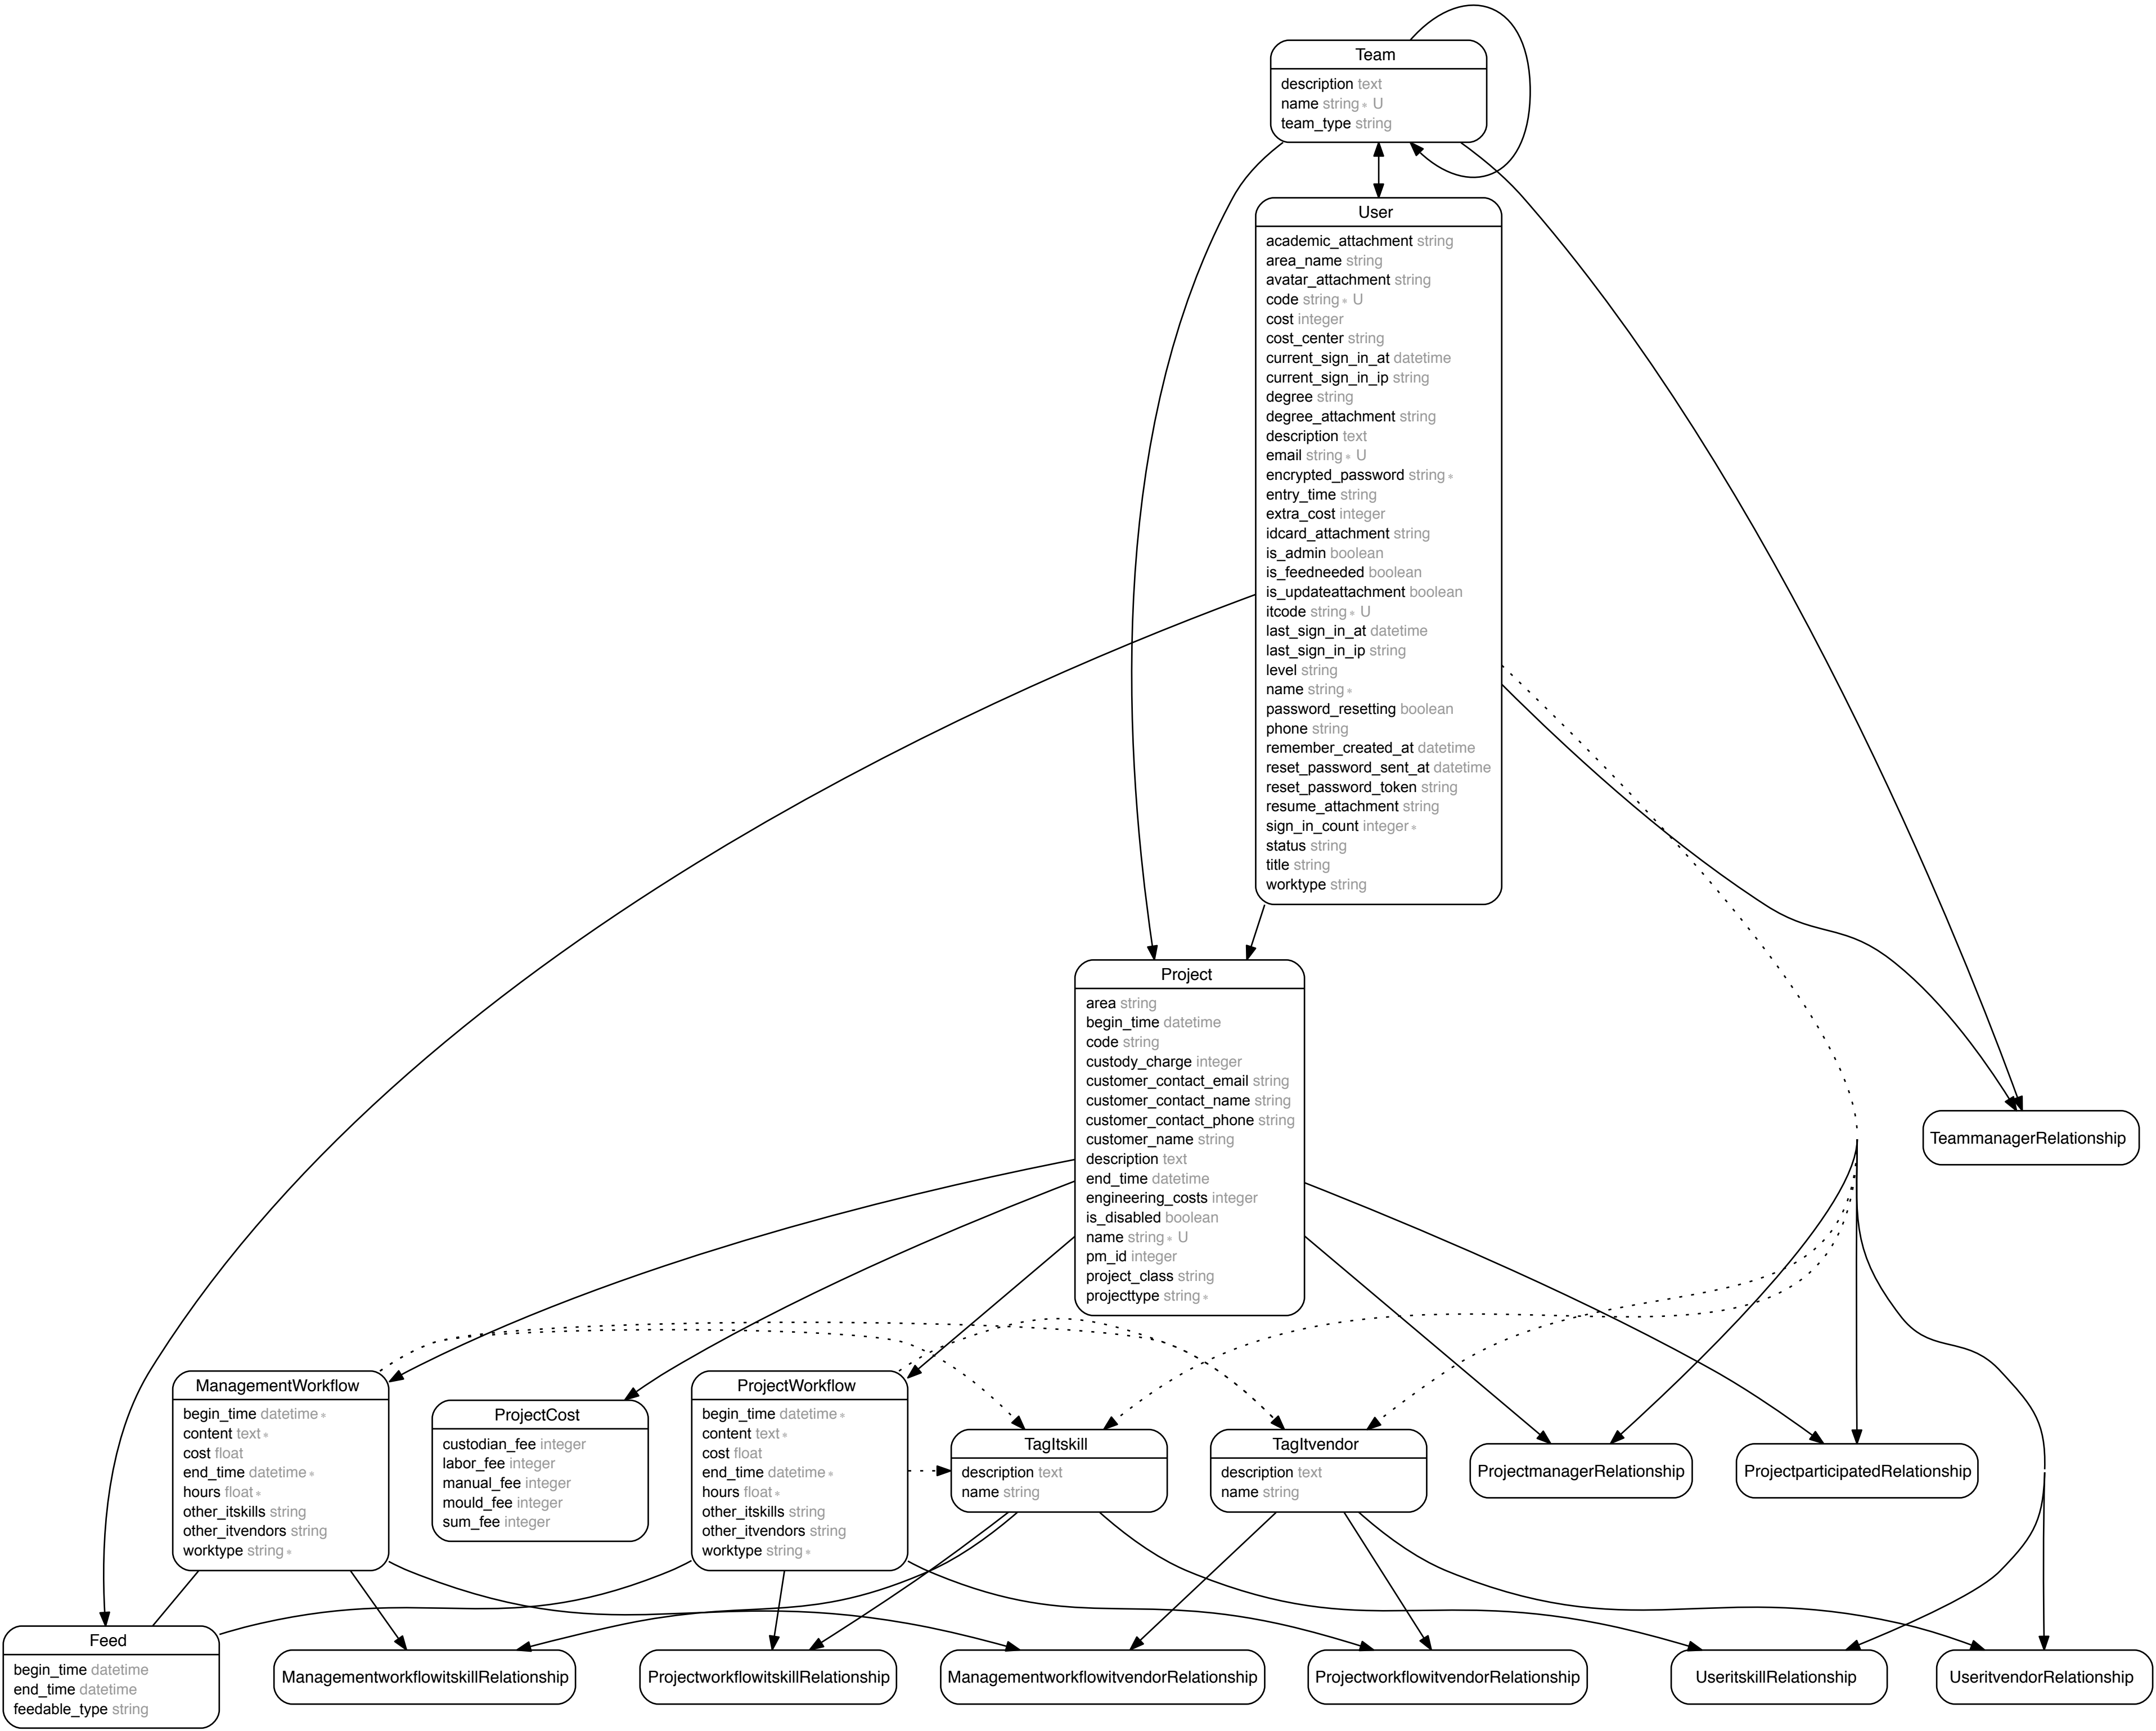 Team
description text
name string∗ U
team_type string
User
academic_attachment string
area_name string
avatar_attachment string
code string∗ U
cost integer
cost_center string
current_sign_in_at datetime
current_sign_in_ip string
degree string
degree_attachment string
description text
email string∗ U
encrypted_password string∗
entry_time string
extra_cost integer
idcard_attachment string
is_admin boolean
is_feedneeded boolean
is_updateattachment boolean
itcode string∗ U
last_sign_in_at datetime
last_sign_in_ip string
level string
name string∗
password_resetting boolean
phone string
remember_created_at datetime
reset_password_sent_at datetime
reset_password_token string
resume_attachment string
sign_in_count integer∗
status string
title string
worktype string
Project
area string
begin_time datetime
code string
custody_charge integer
customer_contact_email string
customer_contact_name string
customer_contact_phone string
customer_name string
description text
end_time datetime
engineering_costs integer
is_disabled boolean
name string∗ U
pm_id integer
project_class string
projecttype string∗
TeammanagerRelationship
ManagementWorkflow
begin_time datetime∗
content text∗
cost float
end_time datetime∗
hours float∗
other_itskills string
other_itvendors string
worktype string∗
ProjectCost
custodian_fee integer
labor_fee integer
manual_fee integer
mould_fee integer
sum_fee integer
ProjectWorkflow
begin_time datetime∗
content text∗
cost float
end_time datetime∗
hours float∗
other_itskills string
other_itvendors string
worktype string∗
TagItskill
description text
name string
TagItvendor
description text
name string
ProjectmanagerRelationship
ProjectparticipatedRelationship
Feed
begin_time datetime
end_time datetime
feedable_type string
ManagementworkflowitskillRelationship
ProjectworkflowitskillRelationship
ManagementworkflowitvendorRelationship
ProjectworkflowitvendorRelationship
UseritskillRelationship
UseritvendorRelationship